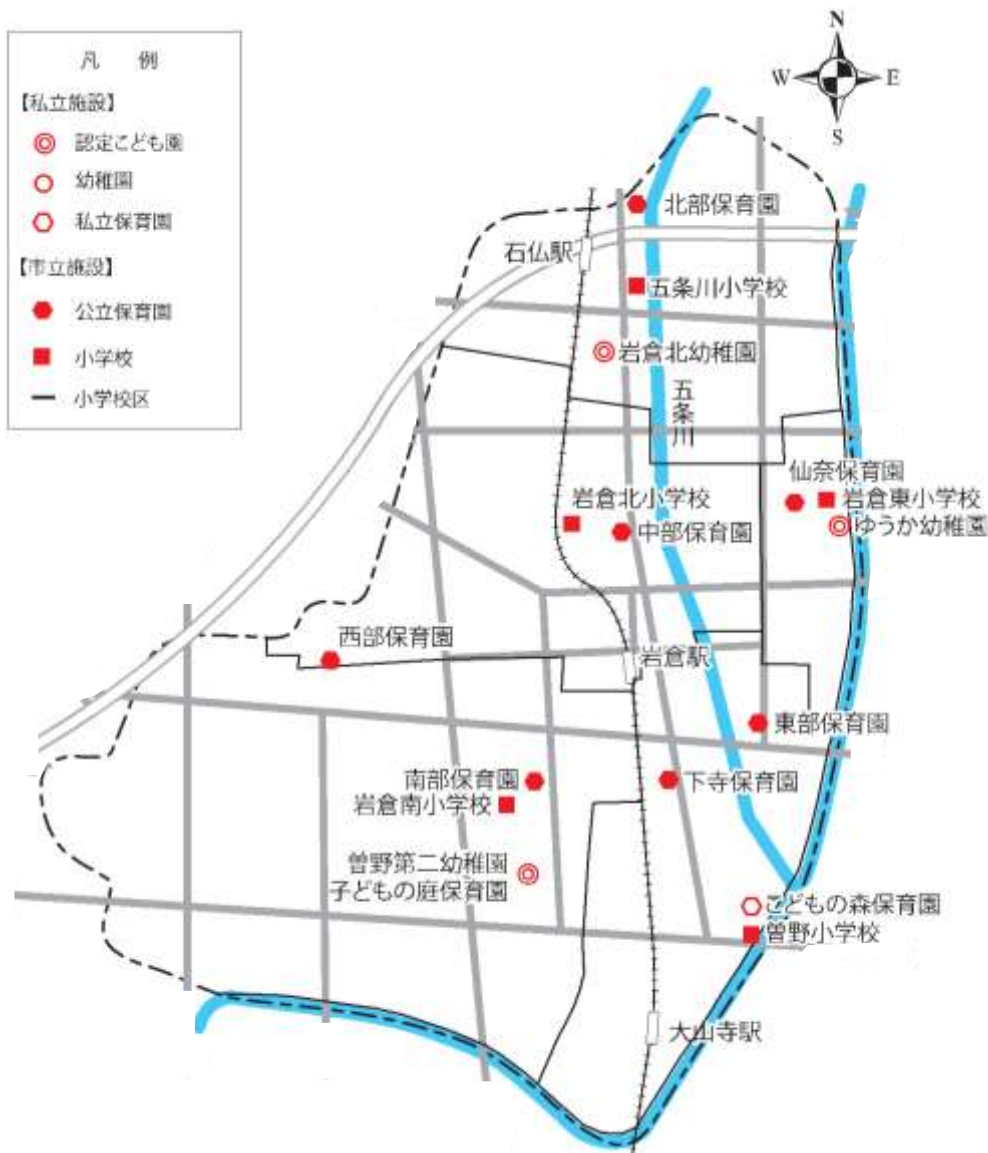 凡 例
【私立施設】
認定こども園
幼稚園
私立保育園
【市立施設】
公立保育園
小学校
小学校区
N
W E
S
北部保育園
石仏駅
五条川小学校
岩倉北幼稚園
五条川
仙奈保育園
岩倉北小学校
岩倉東小学校
中部保育園
ゆうか幼稚園
西部保育園
岩倉駅
東部保育園
南部保育園
下寺保育園
岩倉南小学校
曽野第二幼稚園
子どもの庭保育園
こどもの森保育園
曽野小学校
大山寺駅